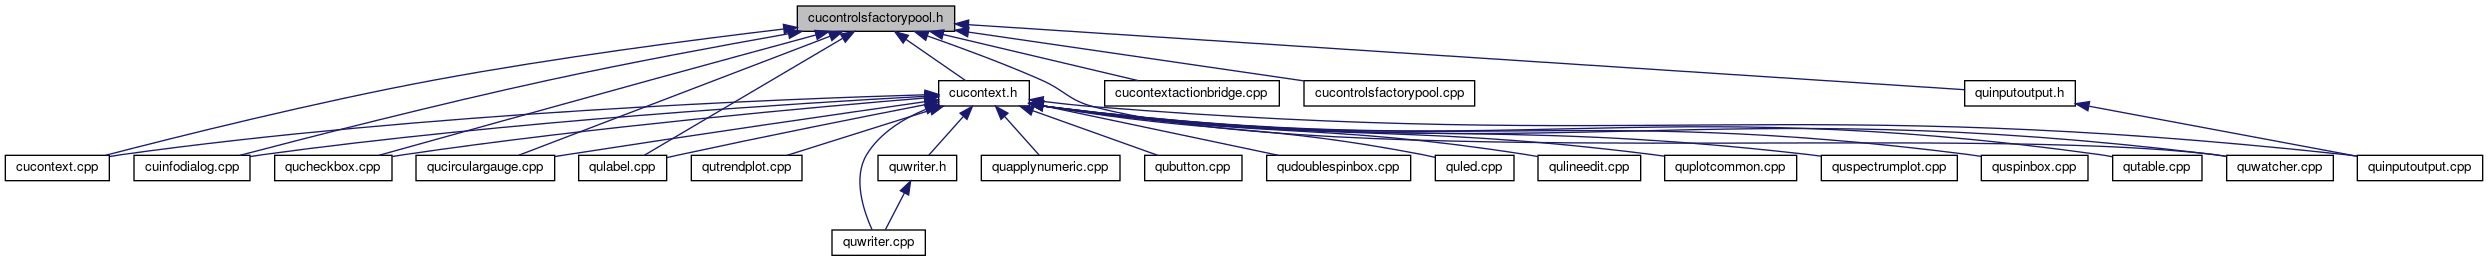 cucontrolsfactorypool.h
cucontext.h
cucontextactionbridge.cpp
cucontrolsfactorypool.cpp
quinputoutput.h
cucontext.cpp
cuinfodialog.cpp
qucheckbox.cpp
qucirculargauge.cpp
qulabel.cpp
qutrendplot.cpp
quwriter.h
quapplynumeric.cpp
qubutton.cpp
qudoublespinbox.cpp
quled.cpp
qulineedit.cpp
quplotcommon.cpp
quspectrumplot.cpp
quspinbox.cpp
qutable.cpp
quwatcher.cpp
quinputoutput.cpp
quwriter.cpp